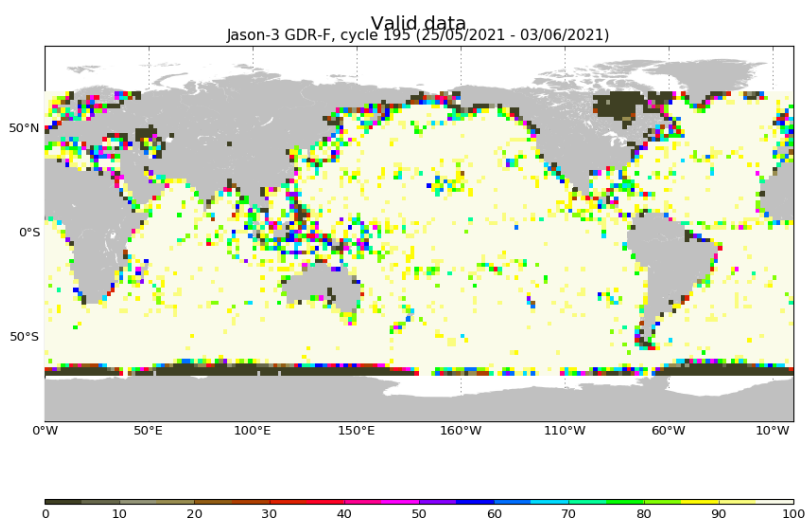 Valid data
Jason-3 GDR-F, cycle 195 (25/05/2021 - 03/06/2021)
50°N
0°S
50°S
0°W 50°E 100°E 150°E 160°W 110°W 60°W 10°W
0 10 20 30 40 50 60 70 80 90 100